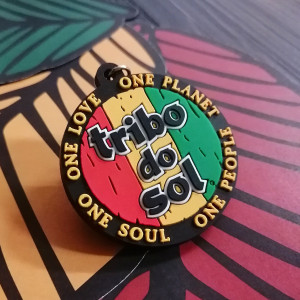 ONE LOVE
ONE PLANET
ONE PEOPLE
ONE SOUL
tribo
do
sol